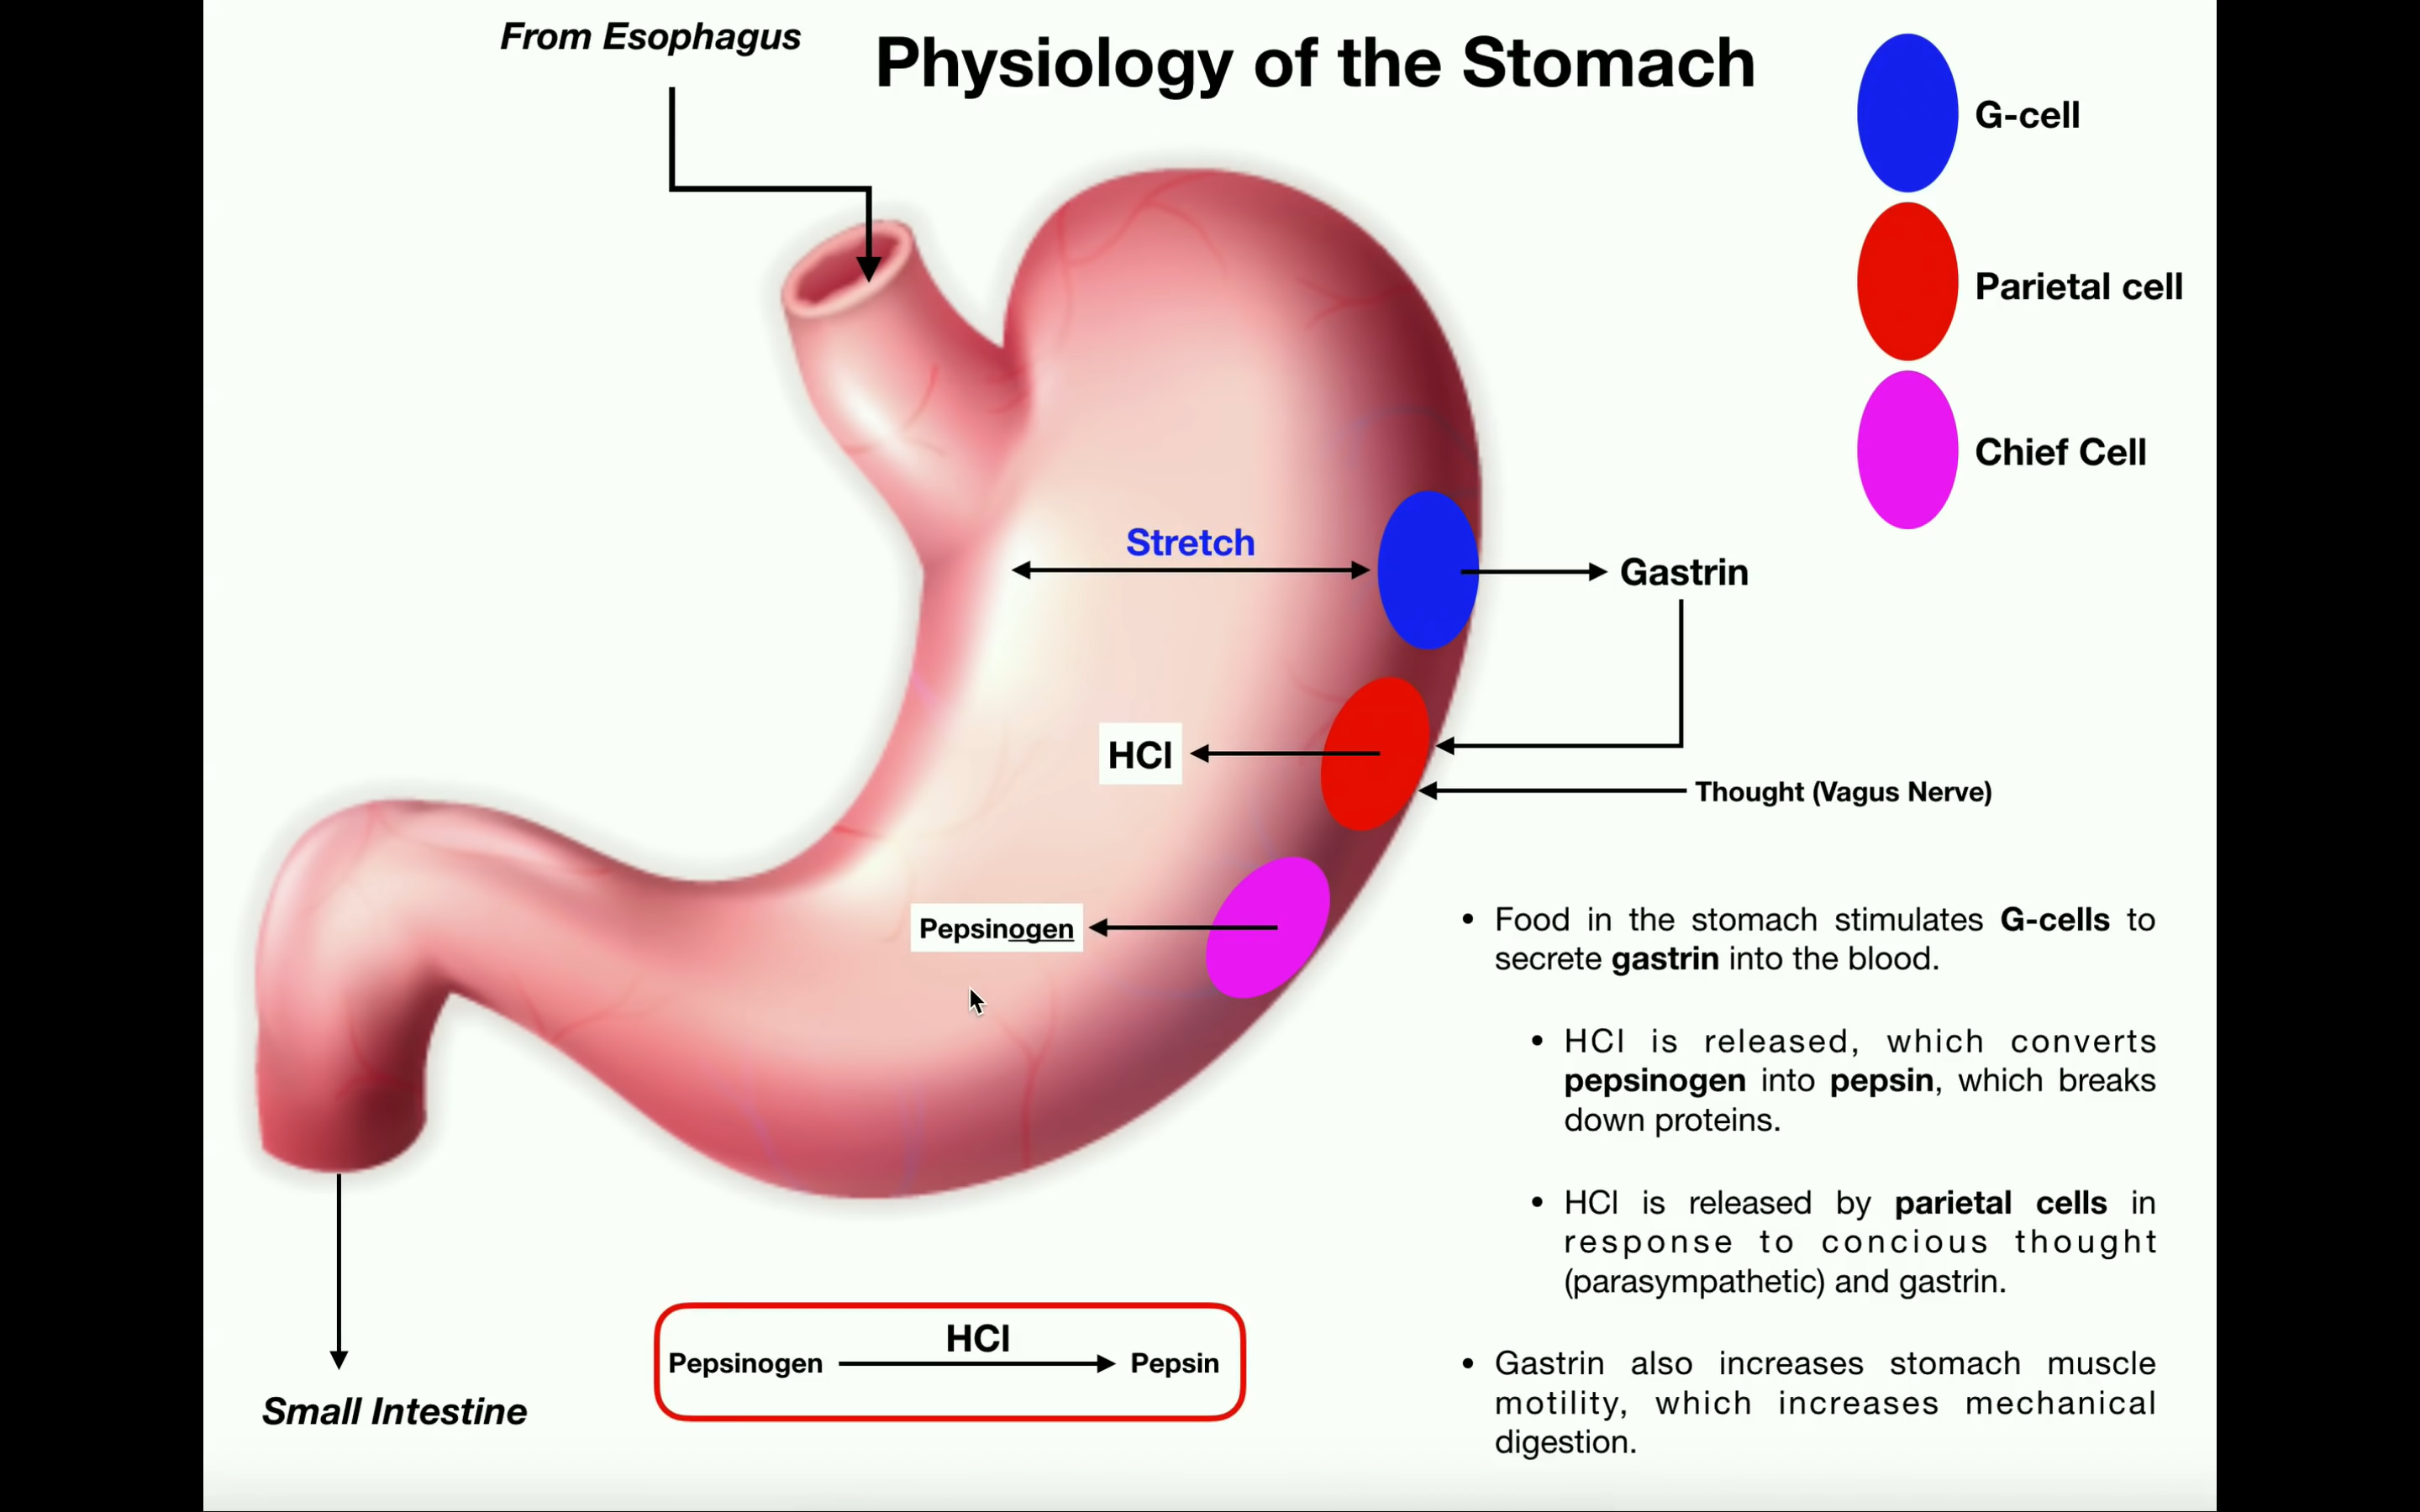 From Esophagus
Physiology of the Stomach
G-cell
Parietal cell
Chief Cell
Stretch
Gastrin
HCl
Thought (Vagus Nerve)
Pepsinogen
• Food in the stomach stimulates G-cells to
secrete gastrin into the blood.
• HCl is released, which converts
pepsinogen into pepsin, which breaks
down proteins.
• HCl is released by parietal cells in
response to concious thought
(parasympathetic) and gastrin.
• Gastrin also increases stomach muscle
motility, which increases mechanical
digestion.
HCl
Pepsinogen Pepsin
Small Intestine